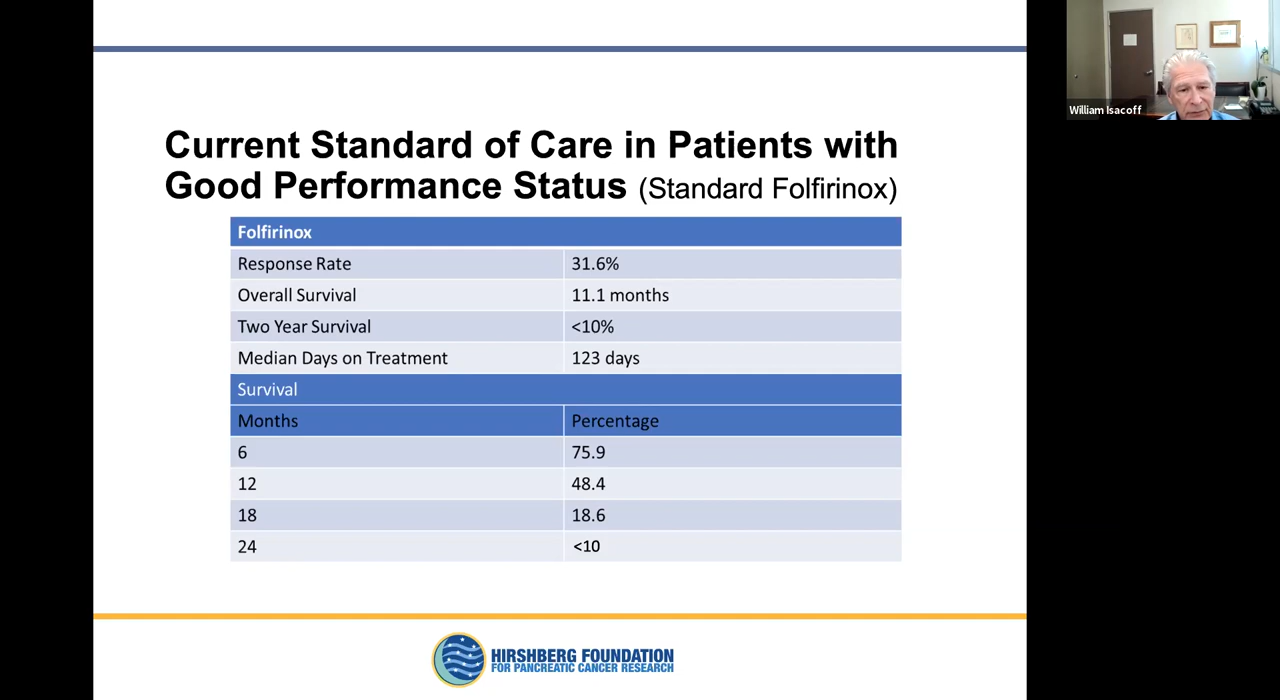 William Isacoff
Current Standard of Care in Patients with
Good Performance Status (Standard Folfirinox)
Folfirinox
Response Rate 31.6%
Overall Survival 11.1 months
Two Year Survival <10%
Median Days on Treatment 123 days
Survival
Months Percentage
6 75.9
12 48.4
18 18.6
24 <10
HIRSHBERG FOUNDATION
FOR PANCREATIC CANCER RESEARCH